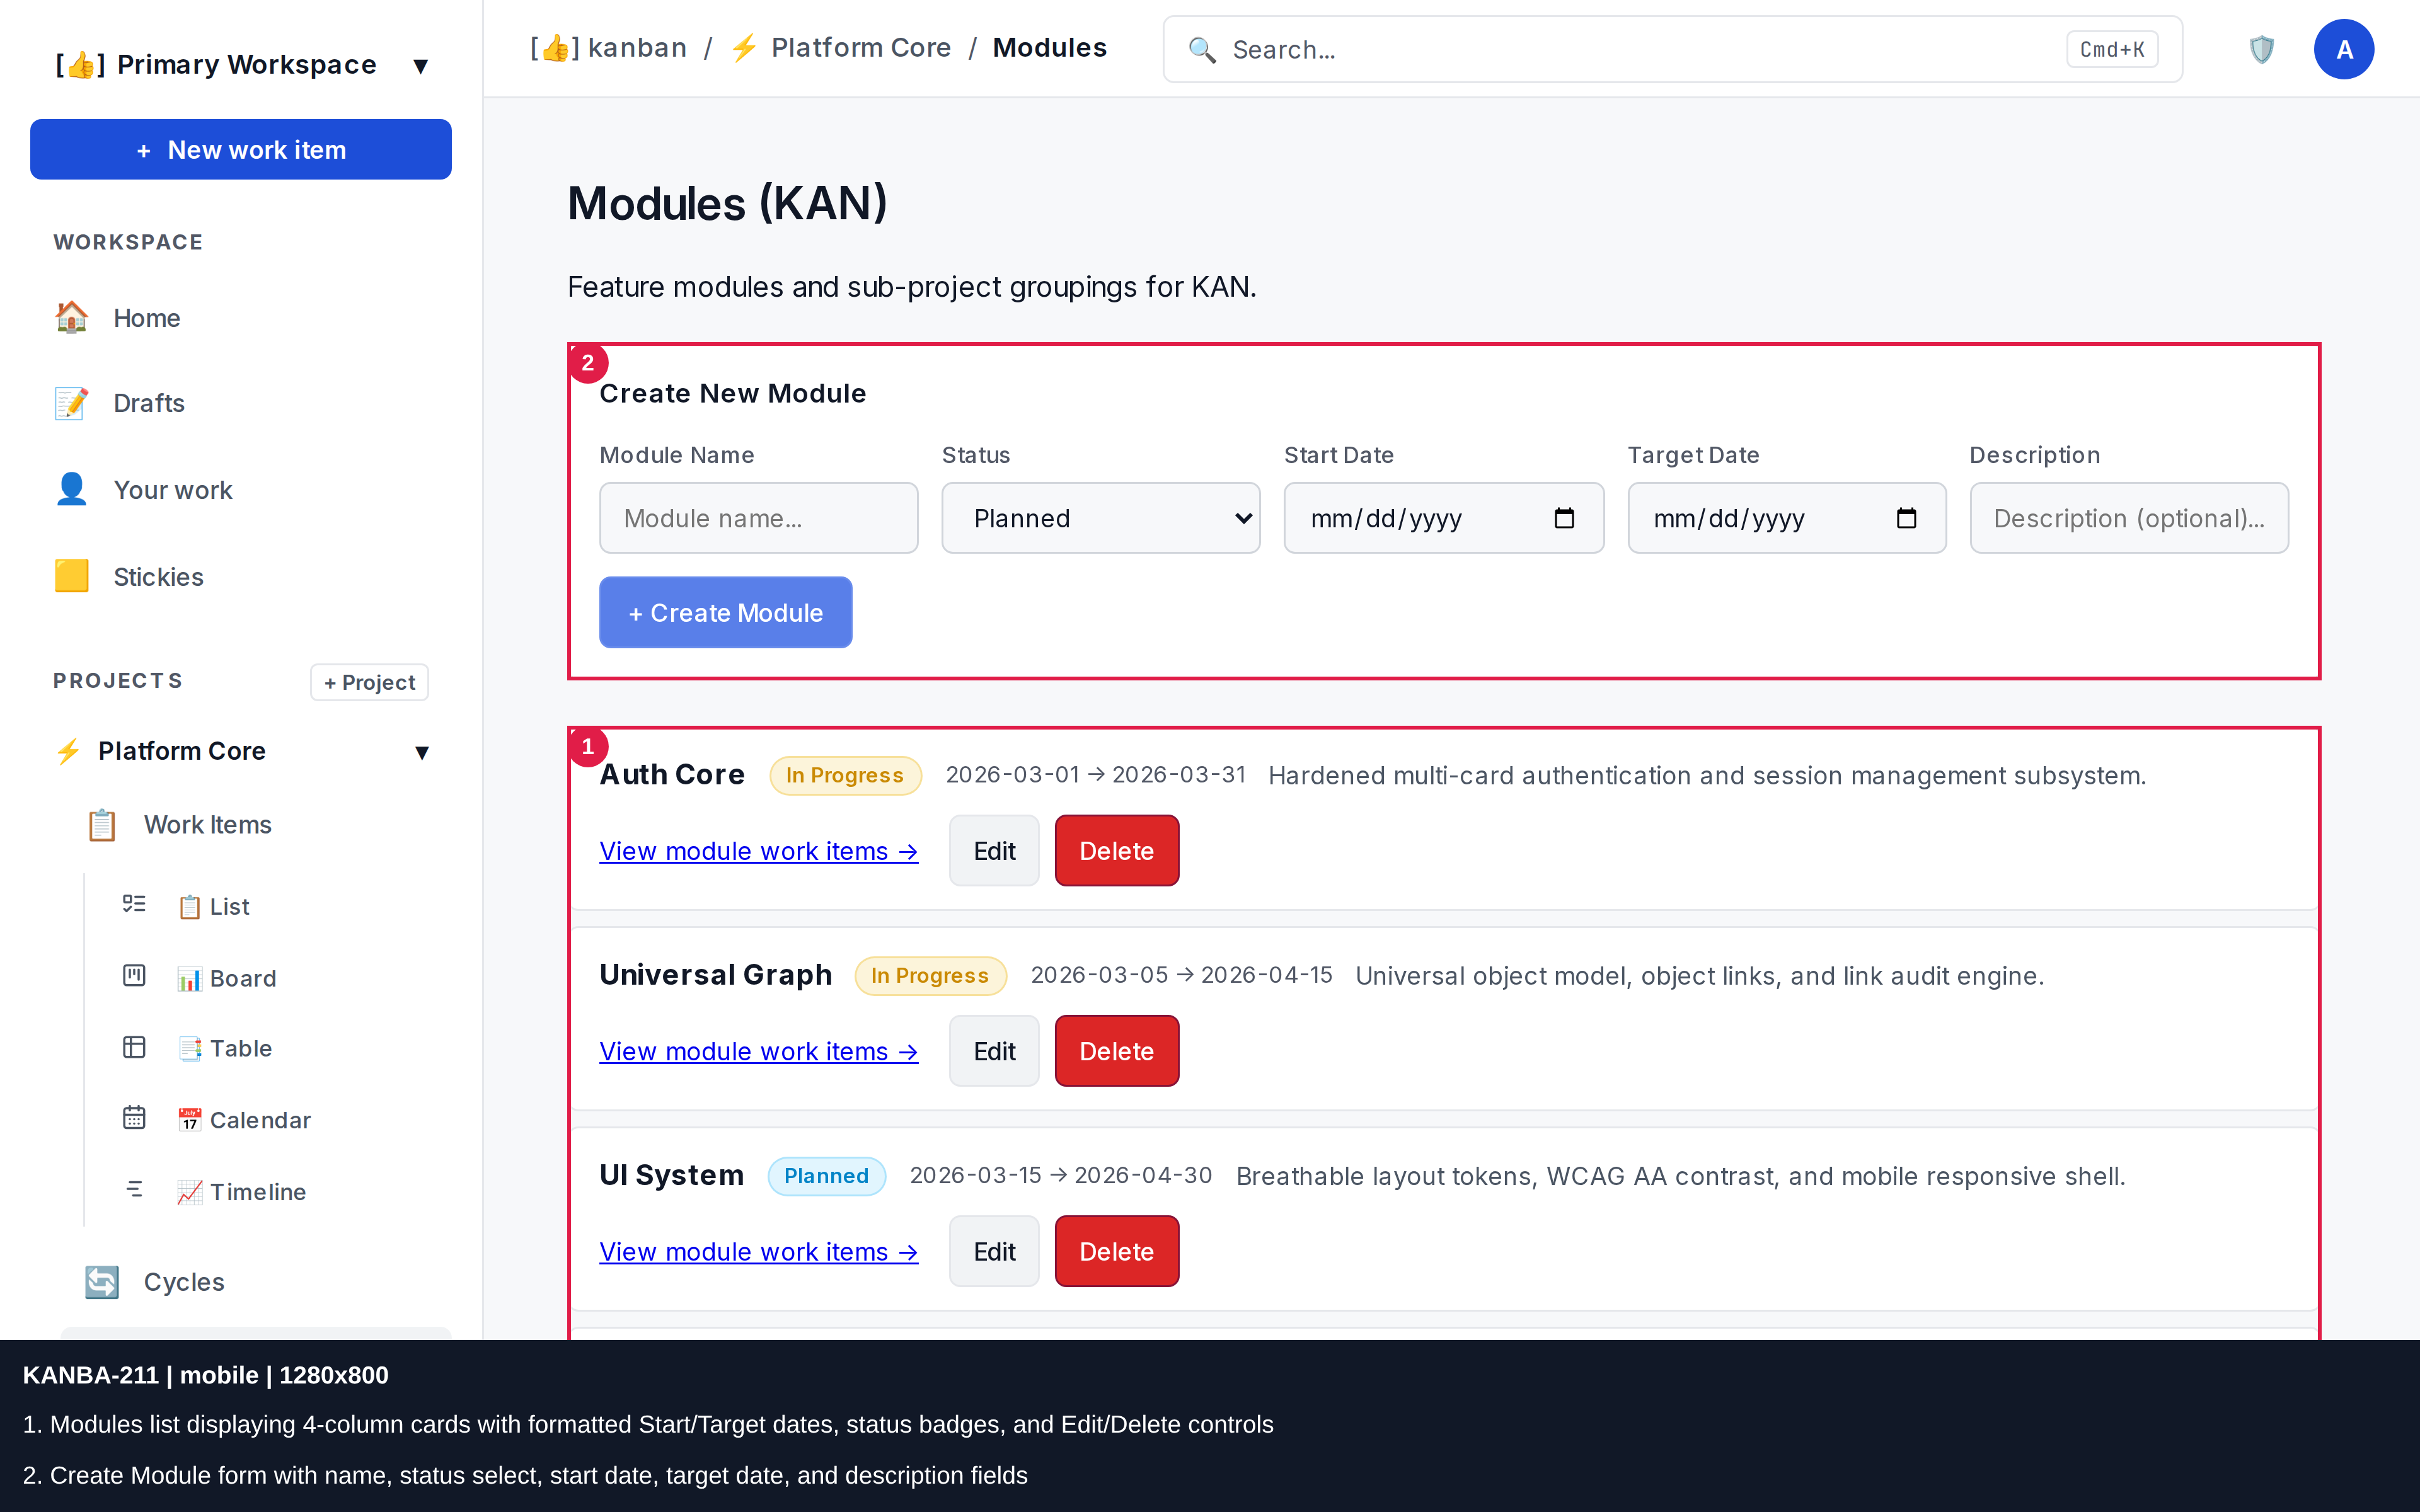 [👍] Primary Workspace ▼
+ New work item
WORKSPACE
🏠 Home
📝 Drafts
👤 Your work
🟨 Stickies
PROJECTS
+ Project
⚡ Platform Core ▼
📋 Work Items
📋 List
📊 Board
📑 Table
📅 Calendar
📈 Timeline
🔄 Cycles
[👍] kanban / ⚡ Platform Core / Modules
🔍 Search... Cmd+K
🛡️ A
Modules (KAN)
Feature modules and sub-project groupings for KAN.
2
Create New Module
Module Name Status Start Date Target Date Description
Module name... Planned mm/dd/yyyy mm/dd/yyyy Description (optional)...
+ Create Module
1
Auth Core In Progress 2026-03-01 → 2026-03-31 Hardened multi-card authentication and session management subsystem.
View module work items → Edit Delete
Universal Graph In Progress 2026-03-05 → 2026-04-15 Universal object model, object links, and link audit engine.
View module work items → Edit Delete
UI System Planned 2026-03-15 → 2026-04-30 Breathable layout tokens, WCAG AA contrast, and mobile responsive shell.
View module work items → Edit Delete
KANBA-211 | mobile | 1280x800
1. Modules list displaying 4-column cards with formatted Start/Target dates, status badges, and Edit/Delete controls
2. Create Module form with name, status select, start date, target date, and description fields